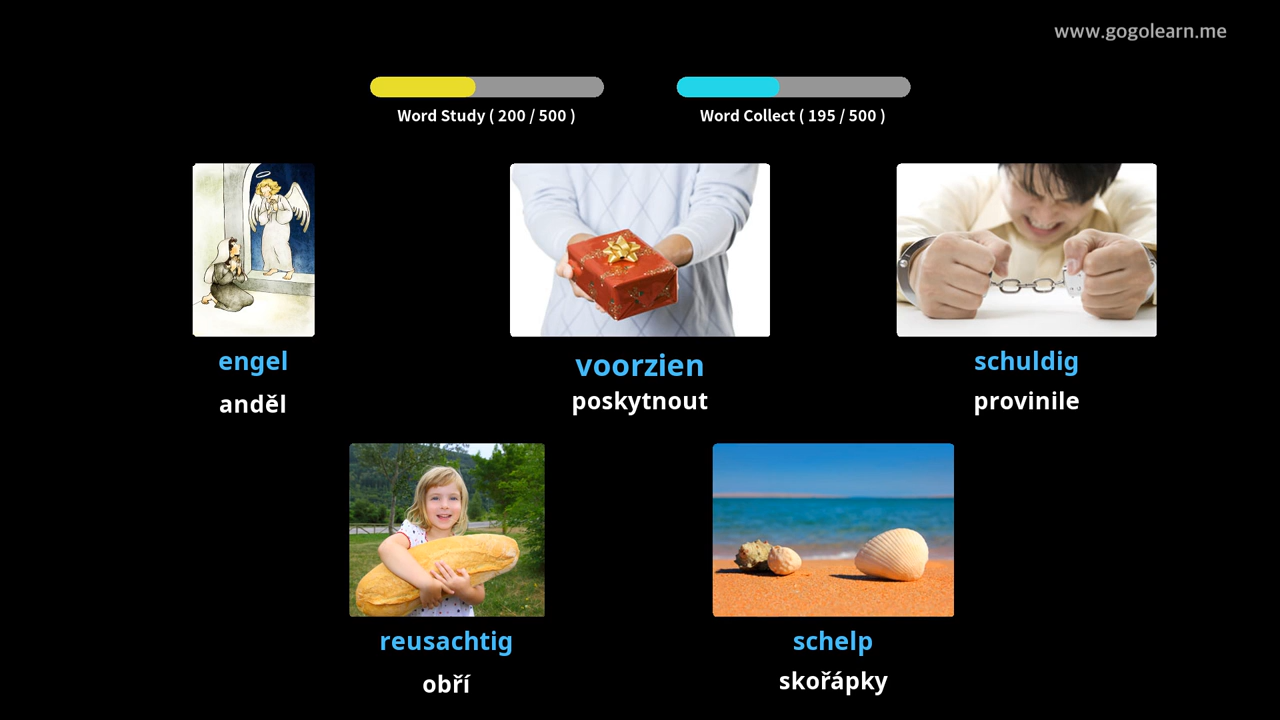 www.gogolearn.me
Word Study ( 200 / 500 )
Word Collect ( 195 / 500 )
engel
anděl
voorzien
poskytnout
schuldig
provinile
reusachtig
obří
schelp
skořápky